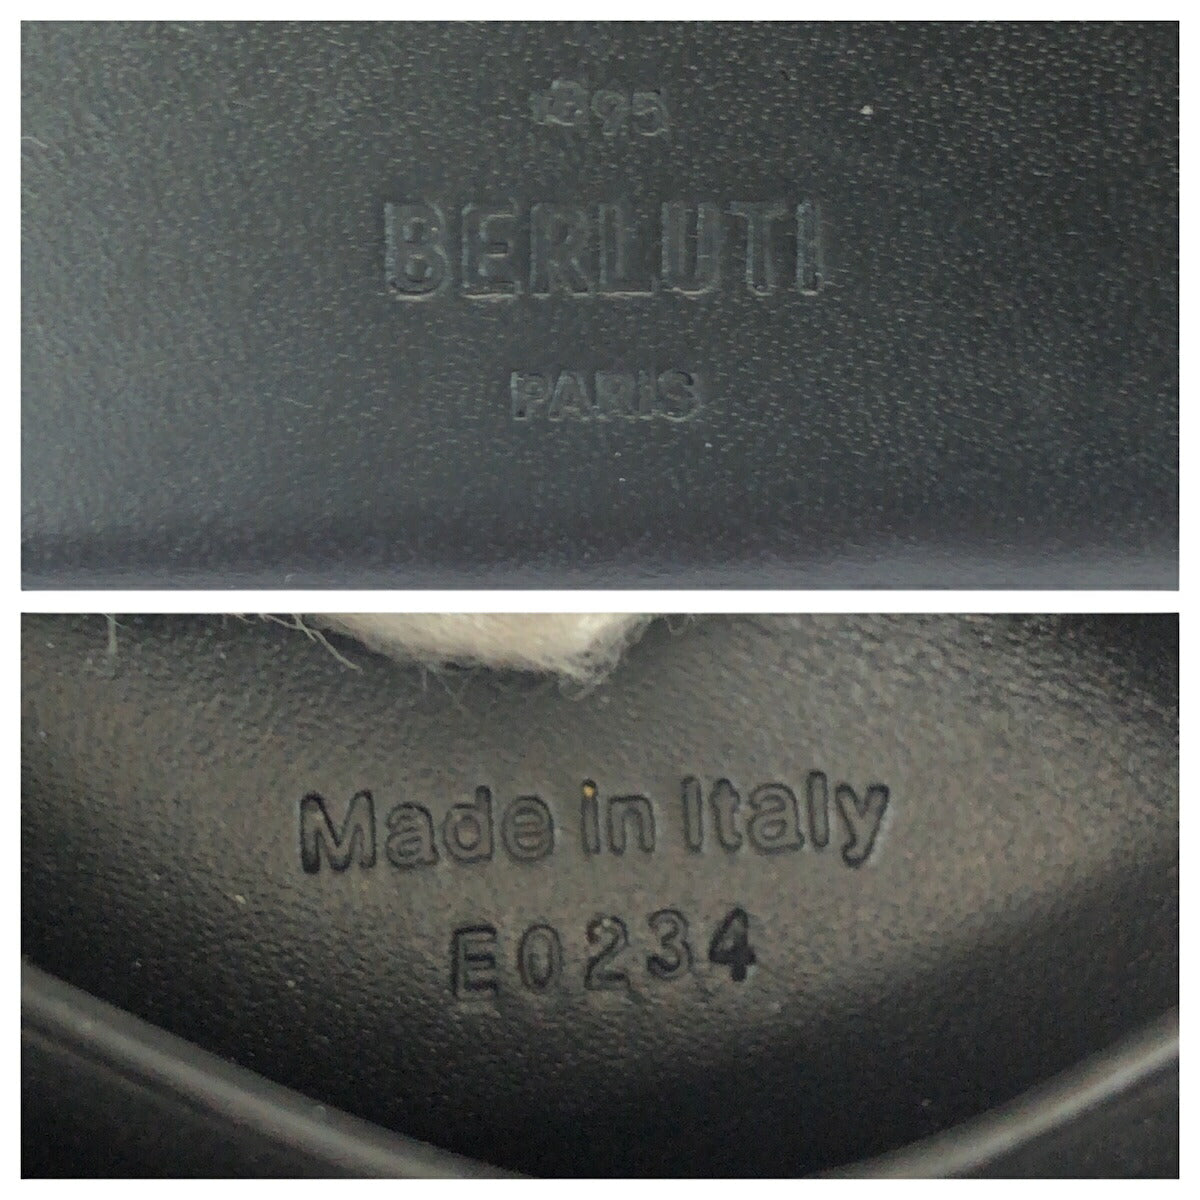 1895
BERLUTI
PARIS
Made in Italy
E0234